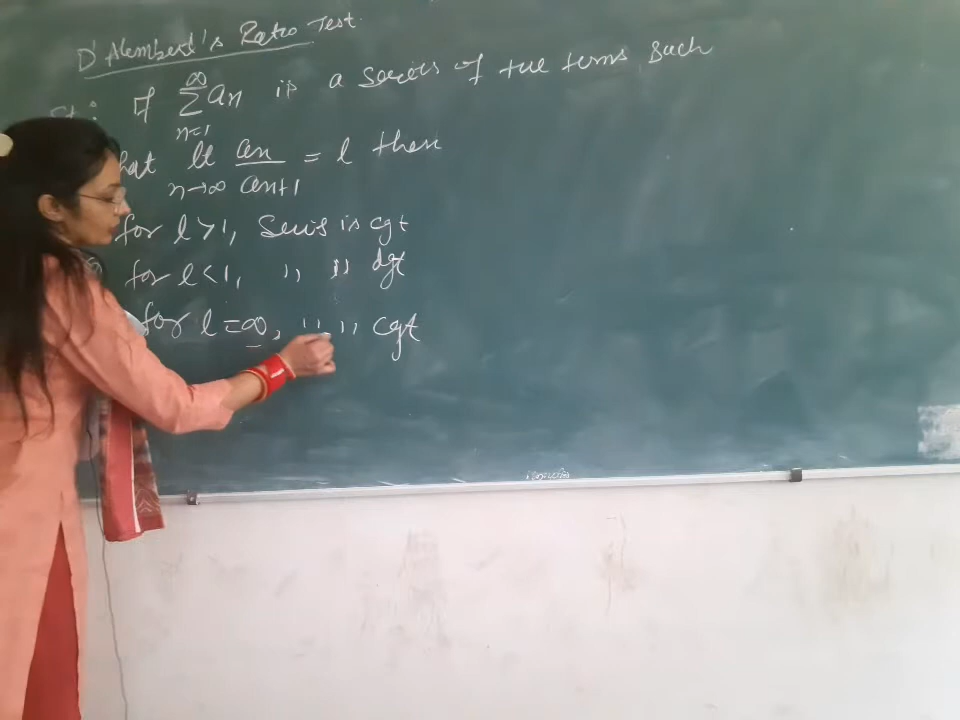 D'Alembert's Ratio Test
If ∞ Σ n=1 an is a series of +ve terms such
that lt n→∞ an/an+1 = l then
for l>1, Series is cgt
for l<1, ,, ,, dgt
for l=∞, ,, ,, cgt